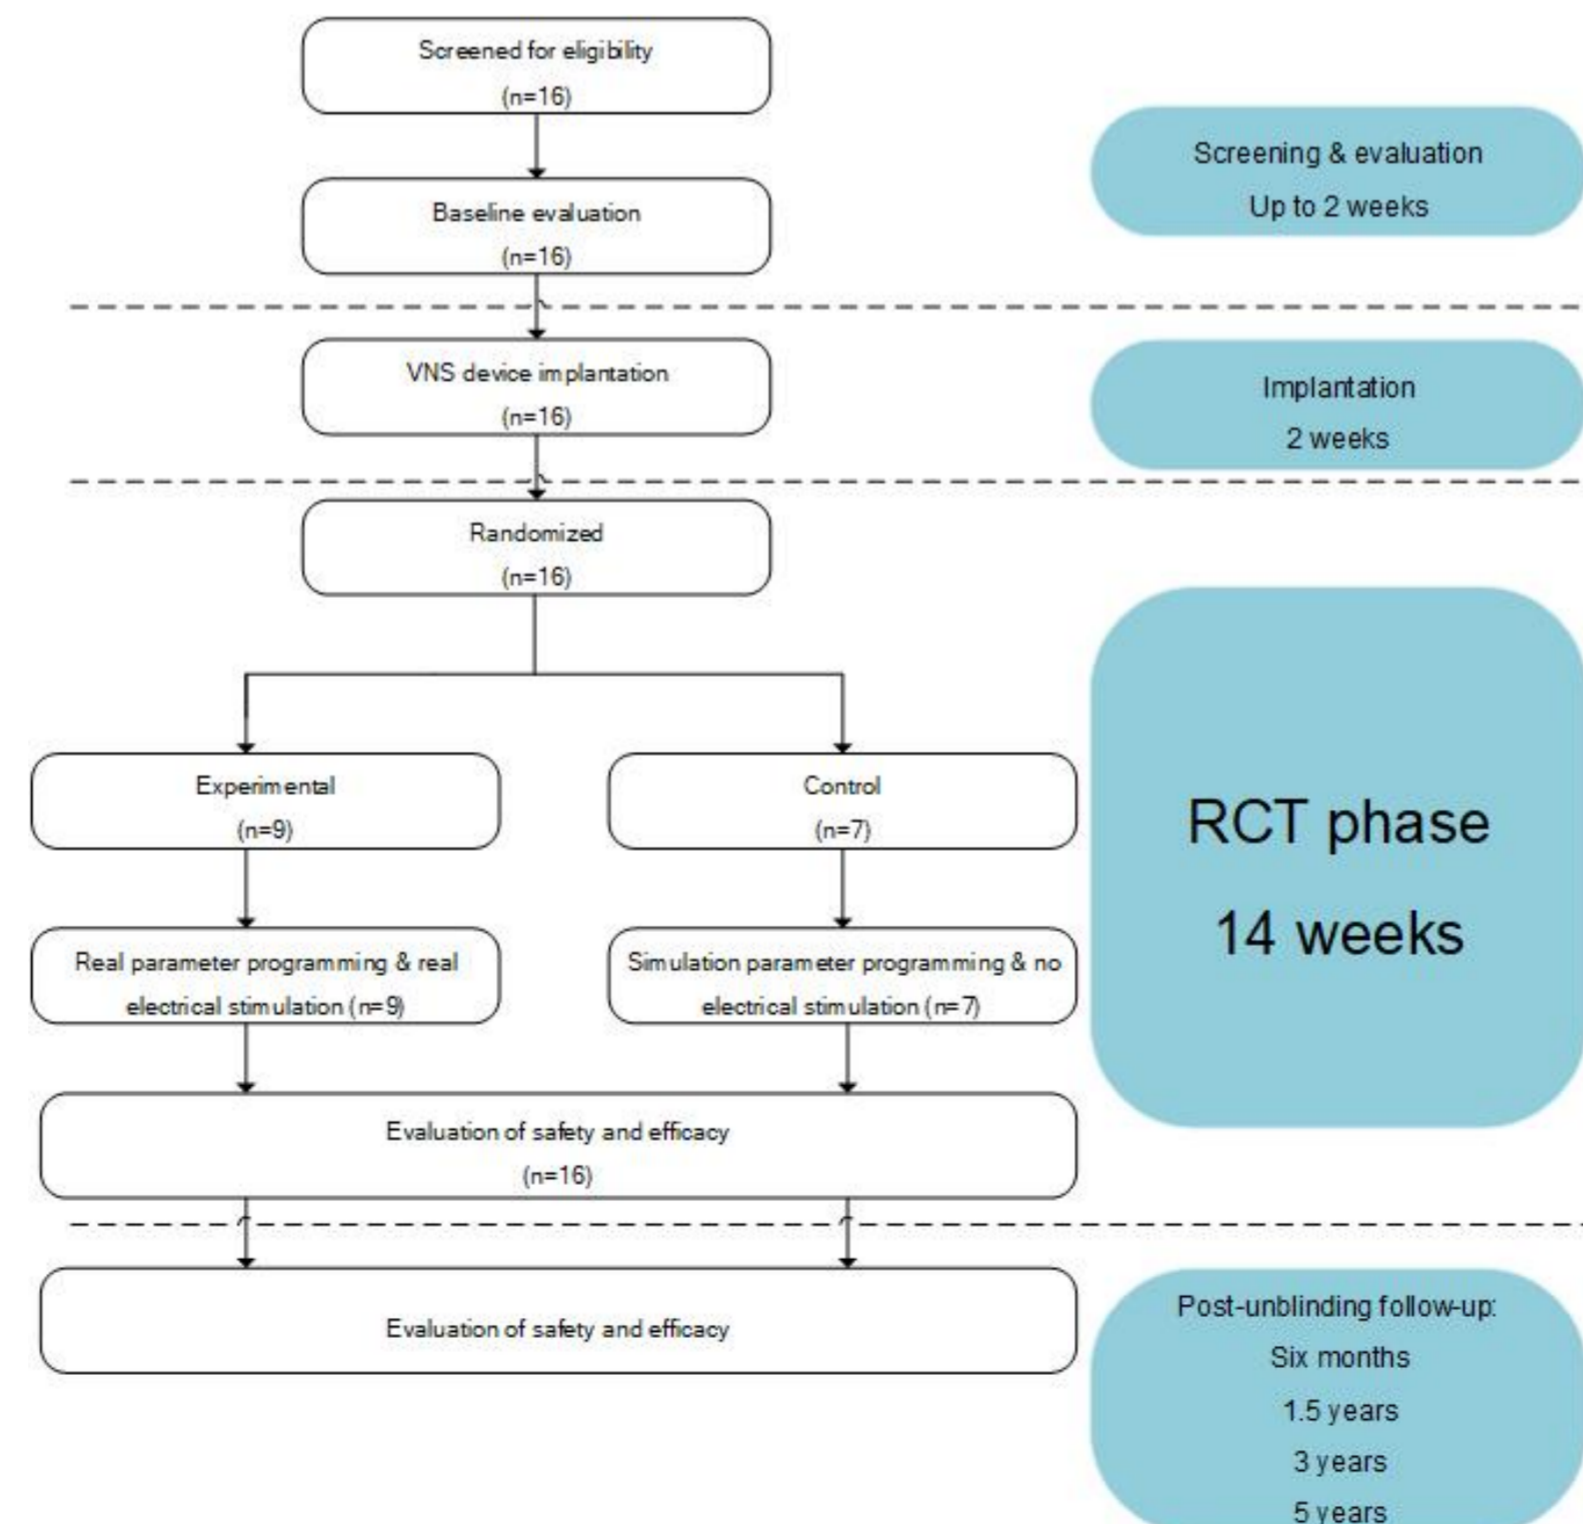 Screened for eligibility
(n=16)
Screening & evaluation
Up to 2 weeks
Baseline evaluation
(n=16)
VNS device implantation
(n=16)
Implantation
2 weeks
Randomized
(n=16)
Experimental
(n=9)
Control
(n=7)
RCT phase
14 weeks
Real parameter programming & real
electrical stimulation (n=9)
Simulation parameter programming & no
electrical stimulation (n=7)
Evaluation of safety and efficacy
(n=16)
Evaluation of safety and efficacy
Post-unblinding follow-up:
Six months
1.5 years
3 years
5 years